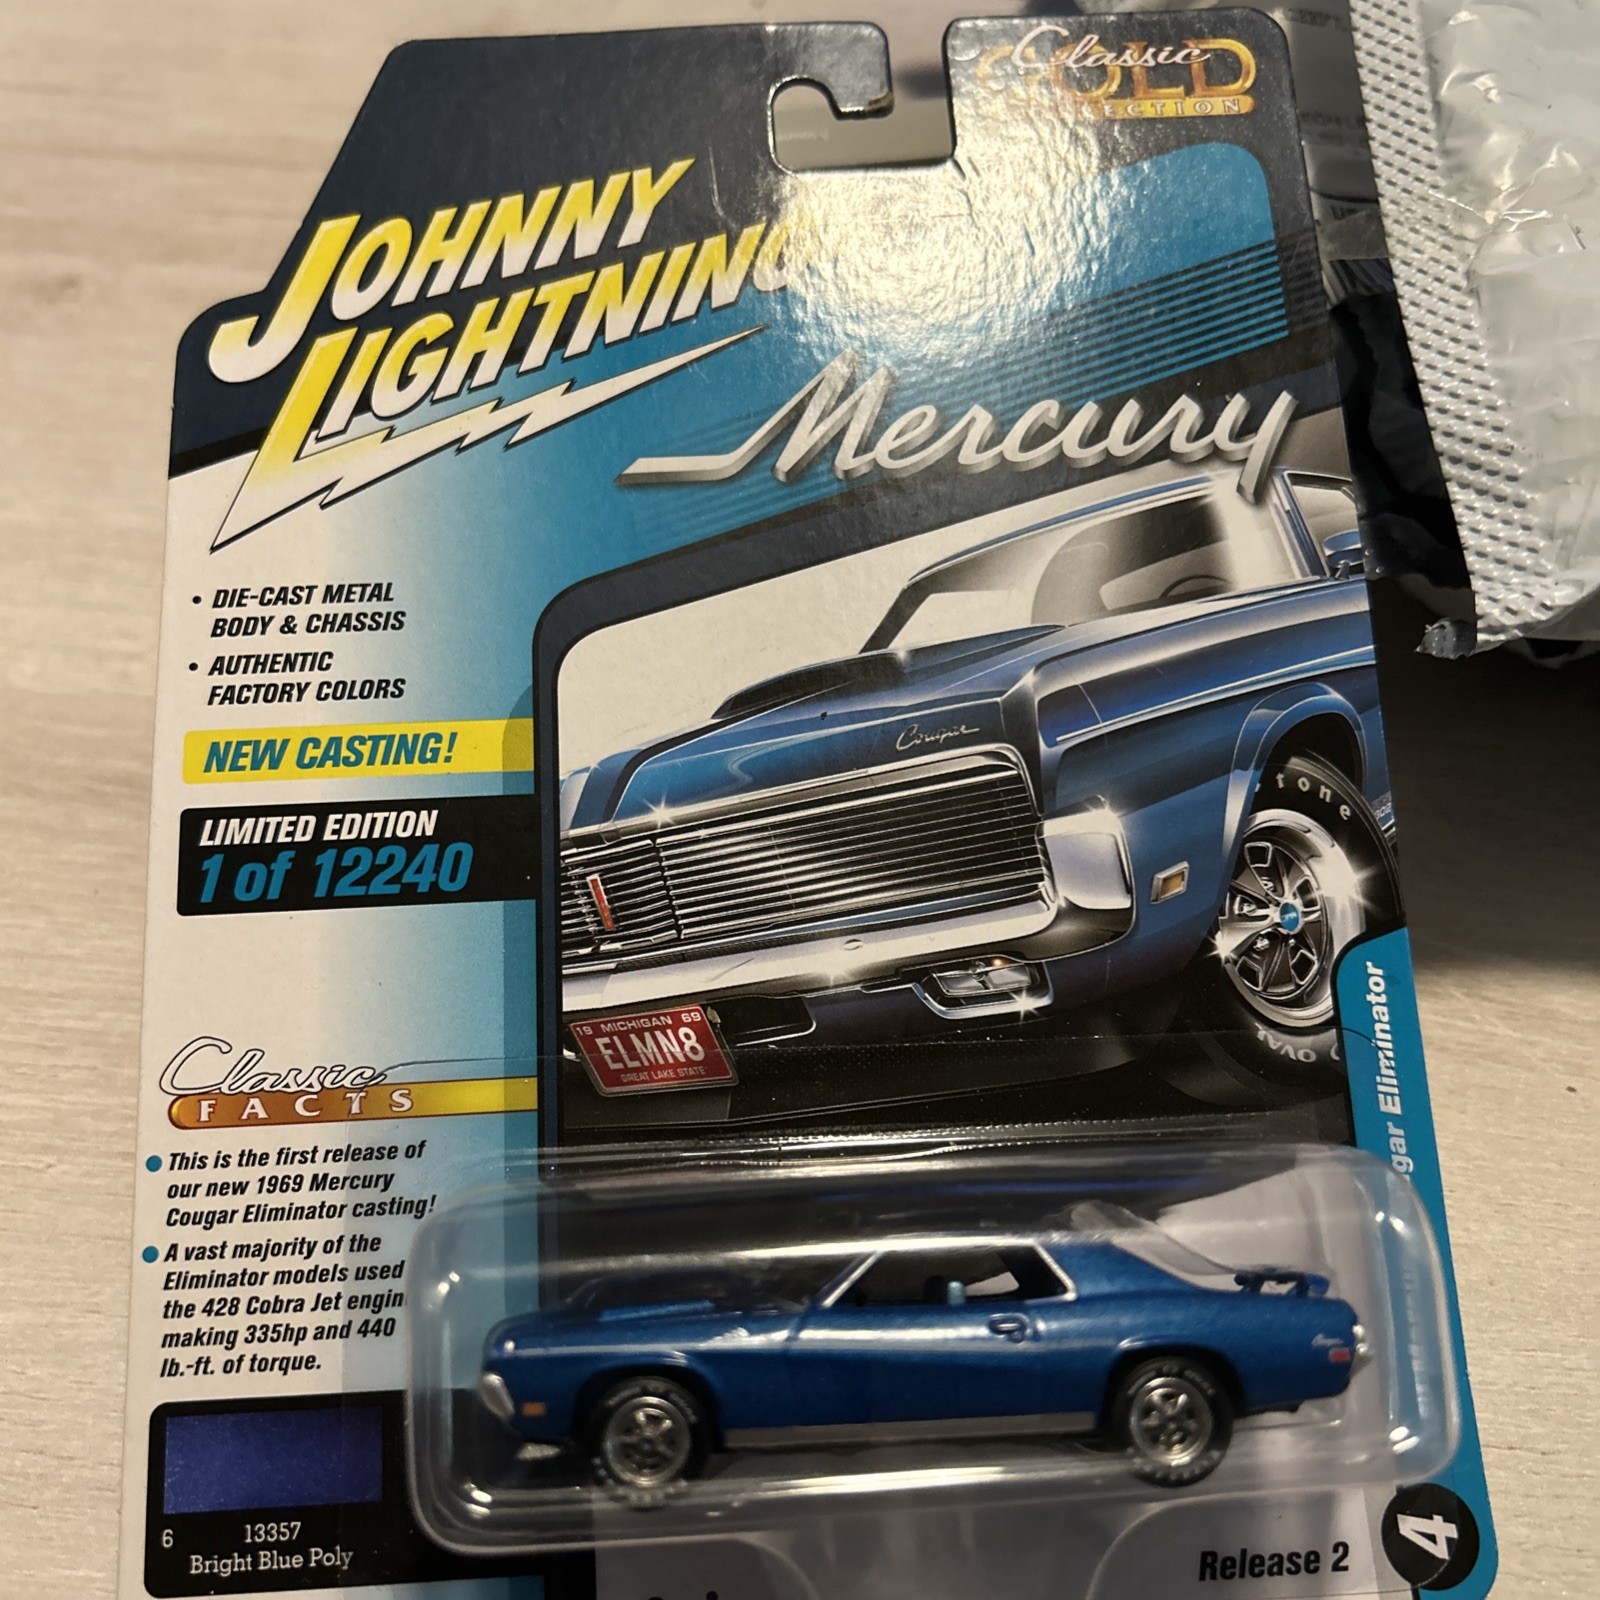 Classic
GOLD
JOHNNY
LIGHTNING
Mercury
• DIE-CAST METAL
BODY & CHASSIS
• AUTHENTIC
FACTORY COLORS
NEW CASTING!
LIMITED EDITION
1 of 12240
Cougar
tone
302
19 MICHIGAN 69
ELMN8
GREAT LAKE STATE
OVAL
Eliminator
Classic
FACTS
This is the first release of
our new 1969 Mercury
Cougar Eliminator casting!
A vast majority of the
Eliminator models used
the 428 Cobra Jet engin
making 335hp and 440
lb.-ft. of torque.
6 13357
Bright Blue Poly
Release 2
4